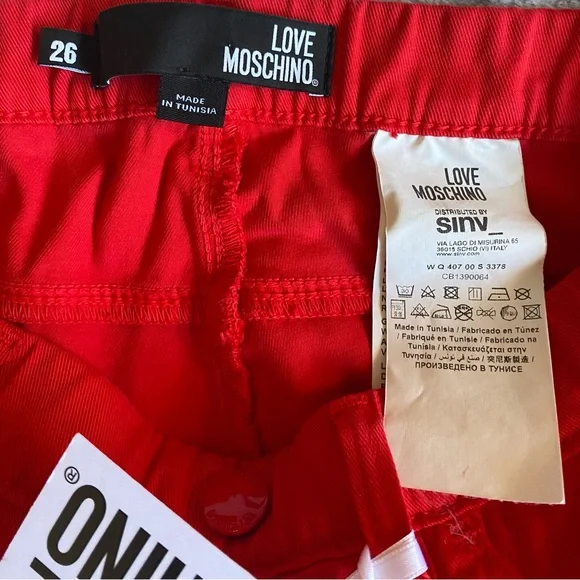 26
LOVE
MOSCHINO®
MADE
IN TUNISIA
LOVE
MOSCHINO
DISTRIBUTED BY
sinv_
VIA LAGO DI MISURINA 65
36015 SCHIO (VI) ITALY
www.sinv.com
W Q 407 00 S 3378
CB1390064
Made in Tunisia / Fabricado en Túnez
/ Fabriqué en Tunisie / Fabricado na
Tunísia / Κατασκευάζεται στην
Τυνησία / صنع في تونس / 突尼斯製造 /
ПРОИЗВЕДЕНО В ТУНИСЕ
®